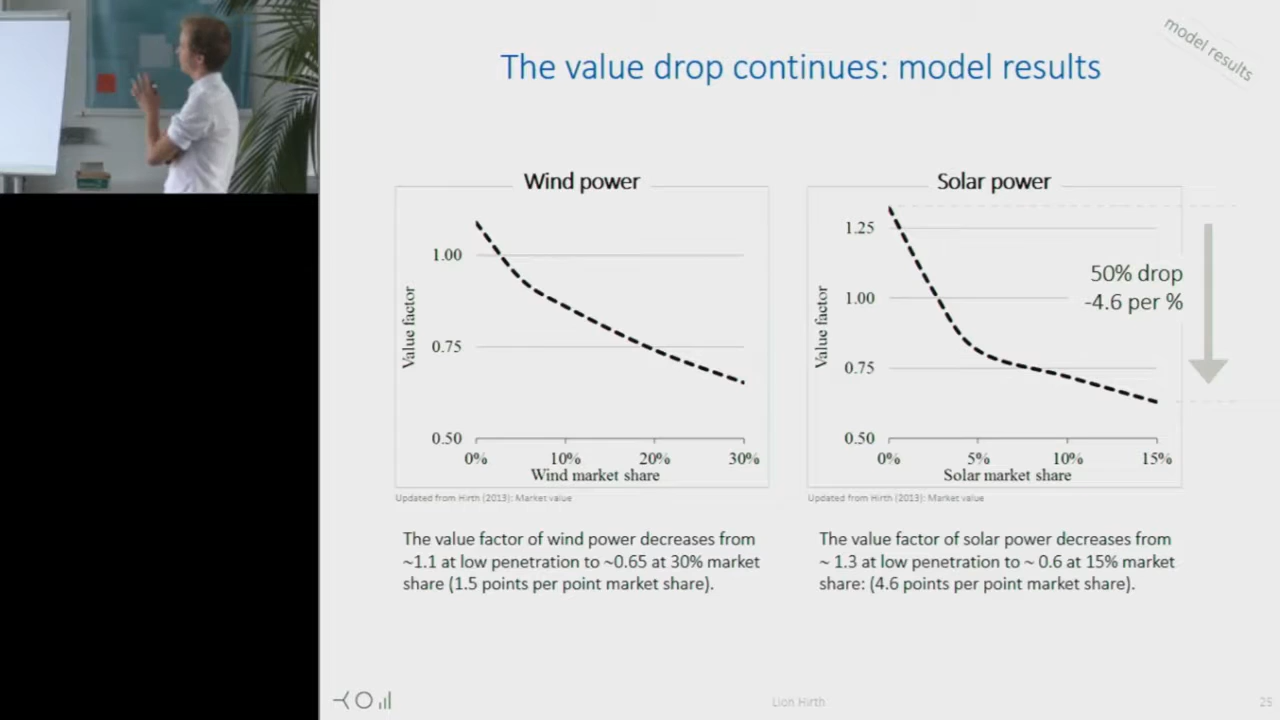 model results
The value drop continues: model results
Wind power
1.00
0.75
0.50
Value factor
0%
10%
20%
30%
Wind market share
Updated from Hirth (2013): Market value
The value factor of wind power decreases from
~1.1 at low penetration to ~0.65 at 30% market
share (1.5 points per point market share).
Solar power
1.25
1.00
0.75
0.50
Value factor
50% drop
-4.6 per %
0%
5%
10%
15%
Solar market share
Updated from Hirth (2013): Market value
The value factor of solar power decreases from
~ 1.3 at low penetration to ~ 0.6 at 15% market
share: (4.6 points per point market share).
Lion Hirth
25